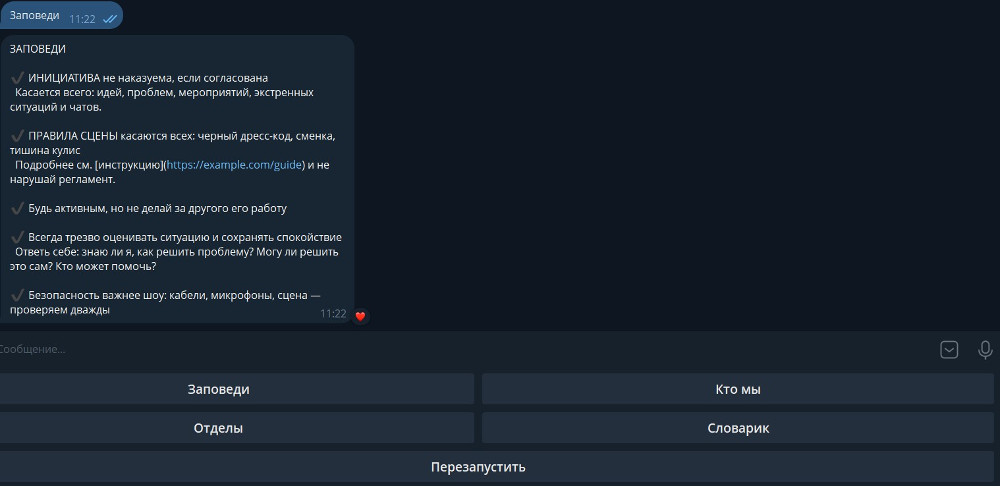 Заповеди 11:22
ЗАПОВЕДИ
✔ ИНИЦИАТИВА не наказуема, если согласована
Касается всего: идей, проблем, мероприятий, экстренных
ситуаций и чатов.
✔ ПРАВИЛА СЦЕНЫ касаются всех: черный дресс-код, сменка,
тишина кулис
Подробнее см. [инструкцию](https://example.com/guide) и не
нарушай регламент.
✔ Будь активным, но не делай за другого его работу
✔ Всегда трезво оценивать ситуацию и сохранять спокойствие
Ответь себе: знаю ли я, как решить проблему? Могу ли решить
это сам? Кто может помочь?
✔ Безопасность важнее шоу: кабели, микрофоны, сцена —
проверяем дважды
11:22
Сообщение...
Заповеди
Кто мы
Отделы
Словарик
Перезапустить